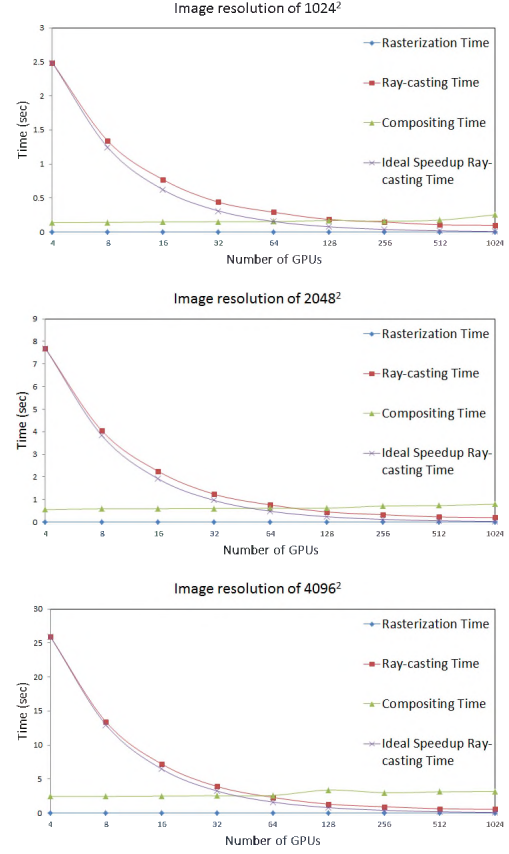 Image resolution of 1024²
3
2.5
2
1.5
1
0.5
0
Time (sec)
Rasterization Time
Ray-casting Time
Compositing Time
Ideal Speedup Ray-
casting Time
4 8 16 32 64 128 256 512 1024
Number of GPUs
Image resolution of 2048²
9
8
7
6
5
4
3
2
1
0
Time (sec)
Rasterization Time
Ray-casting Time
Compositing Time
Ideal Speedup Ray-
casting Time
4 8 16 32 64 128 256 512 1024
Number of GPUs
Image resolution of 4096²
30
25
20
15
10
5
0
Time (sec)
Rasterization Time
Ray-casting Time
Compositing Time
Ideal Speedup Ray-
casting Time
4 8 16 32 64 128 256 512 1024
Number of GPUs